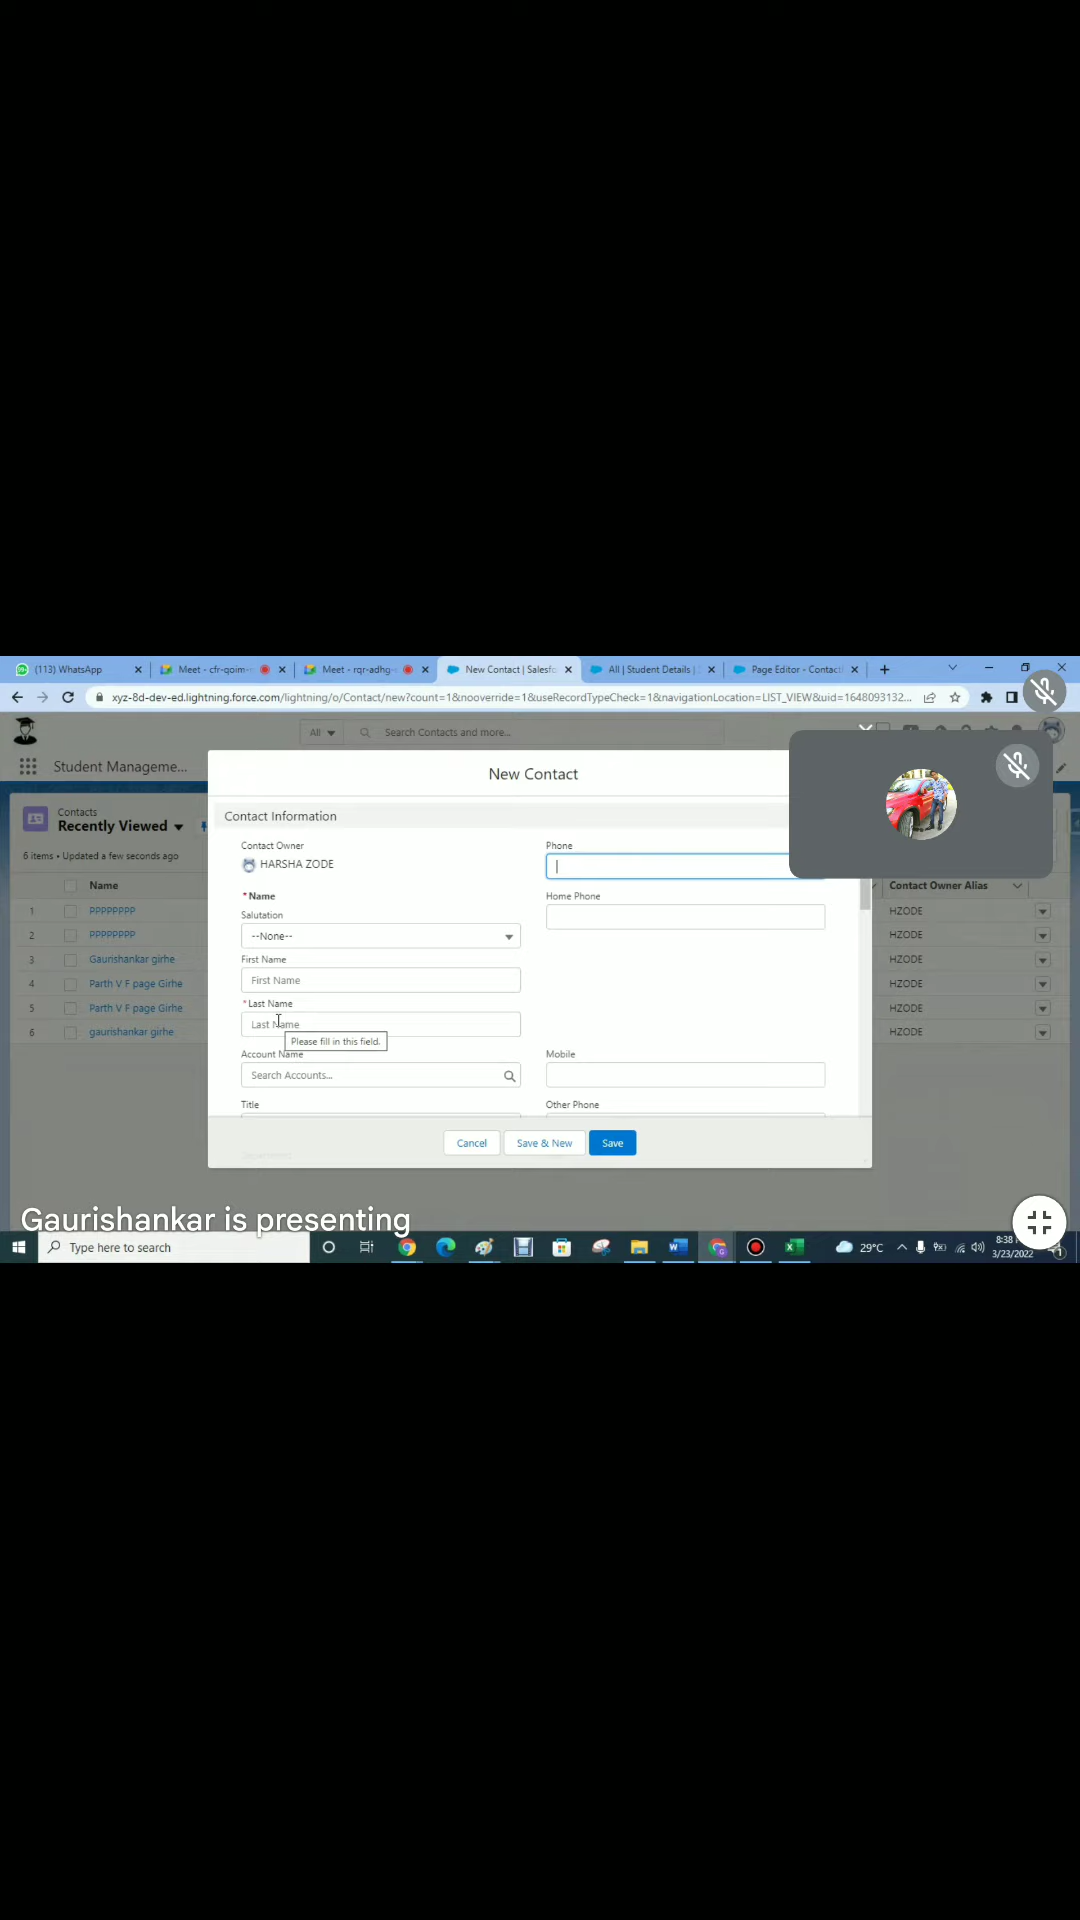 (113) WhatsApp
Meet - cfr-qoim-
Meet - rqr-adhg-
New Contact | Salesfo
All | Student Details |
Page Editor - Contact
xyz-8d-dev-ed.lightning.force.com/lightning/o/Contact/new?count=1&nooverride=1&useRecordTypeCheck=1&navigationLocation=LIST_VIEW&uid=1648093132...
All
Search Contacts and more...
Student Manageme...
New Contact
Contacts
Recently Viewed
6 items • Updated a few seconds ago
Contact Information
Contact Owner
HARSHA ZODE
Phone
* Name
Salutation
--None--
Home Phone
First Name
First Name
* Last Name
Last Name
Please fill in this field.
Account Name
Search Accounts...
Mobile
Title
Other Phone
Cancel
Save & New
Save
Name
Contact Owner Alias
1 PPPPPPPP HZODE
2 PPPPPPPP HZODE
3 Gaurishankar girhe HZODE
4 Parth V F page Girhe HZODE
5 Parth V F page Girhe HZODE
6 gaurishankar girhe HZODE
Gaurishankar is presenting
Type here to search
29°C
8:38
3/23/2022